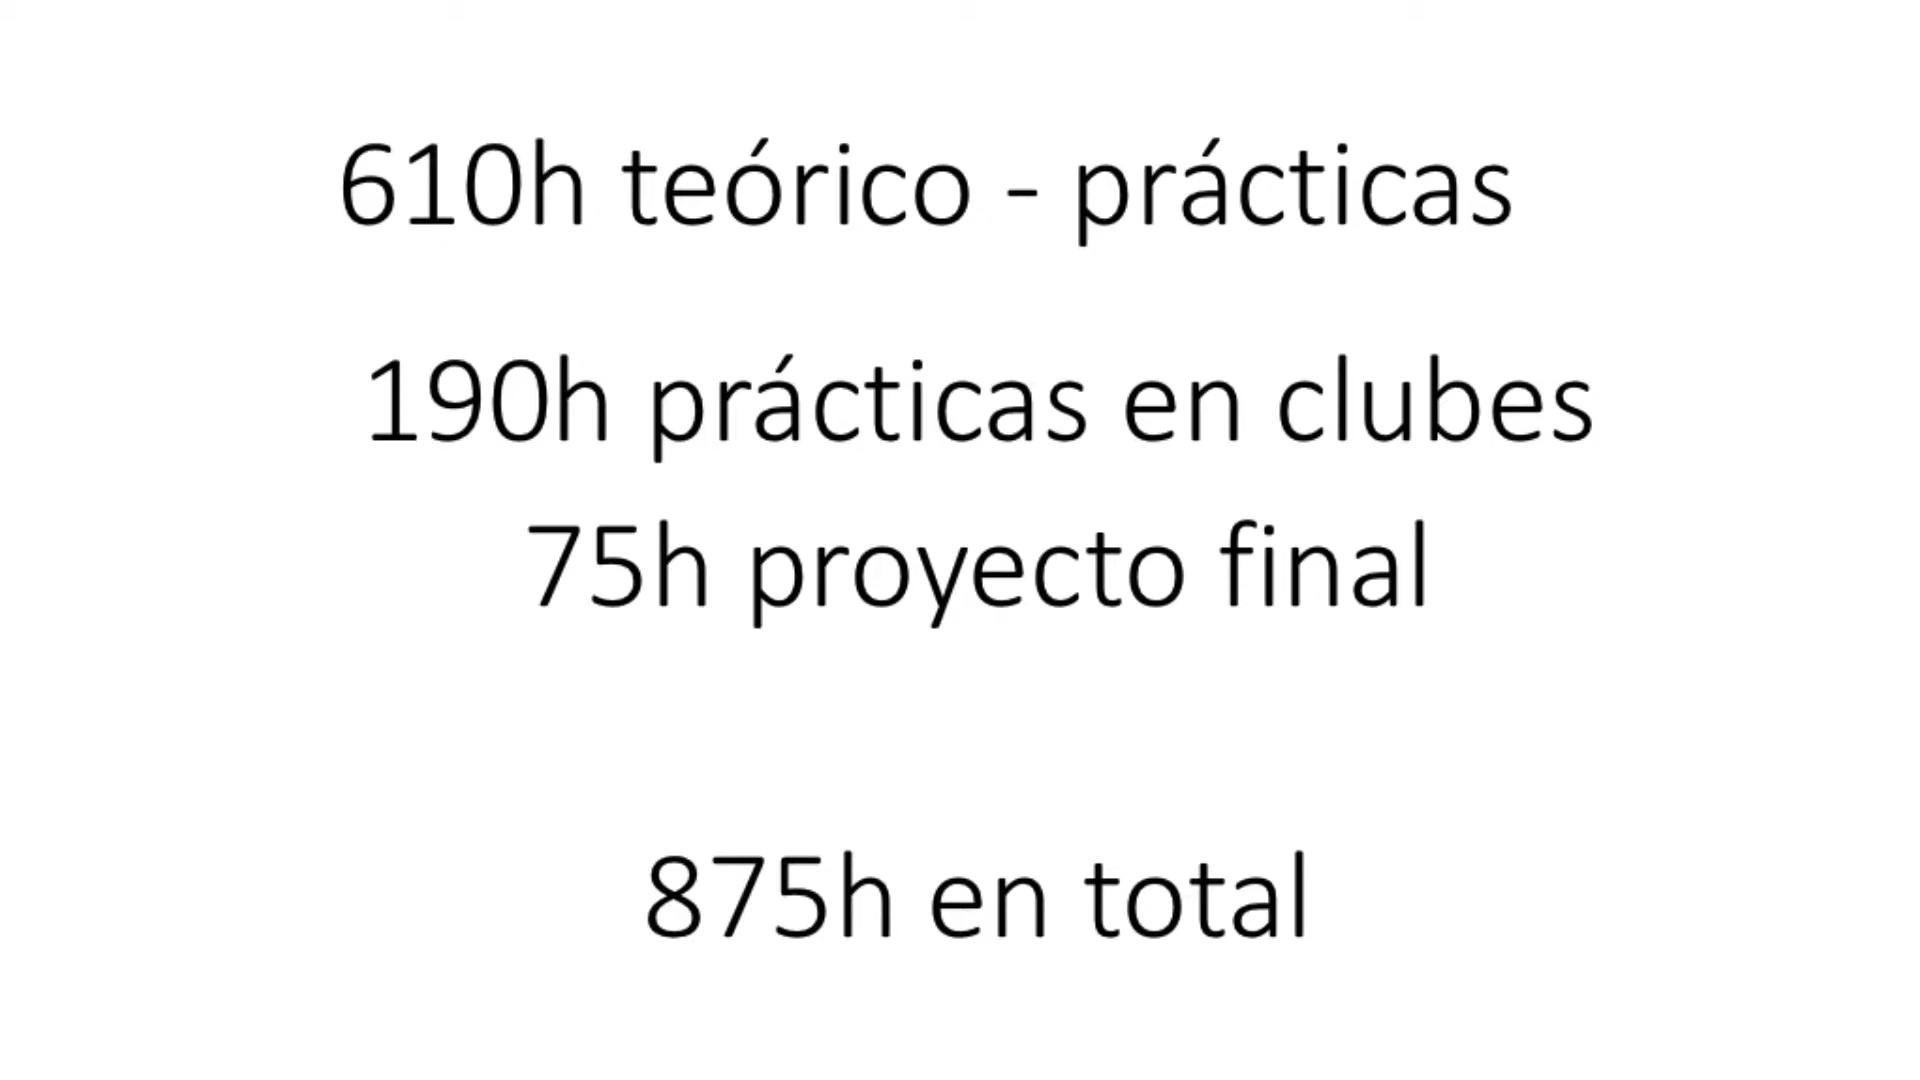 610h teórico - prácticas
190h prácticas en clubes
75h proyecto final
875h en total